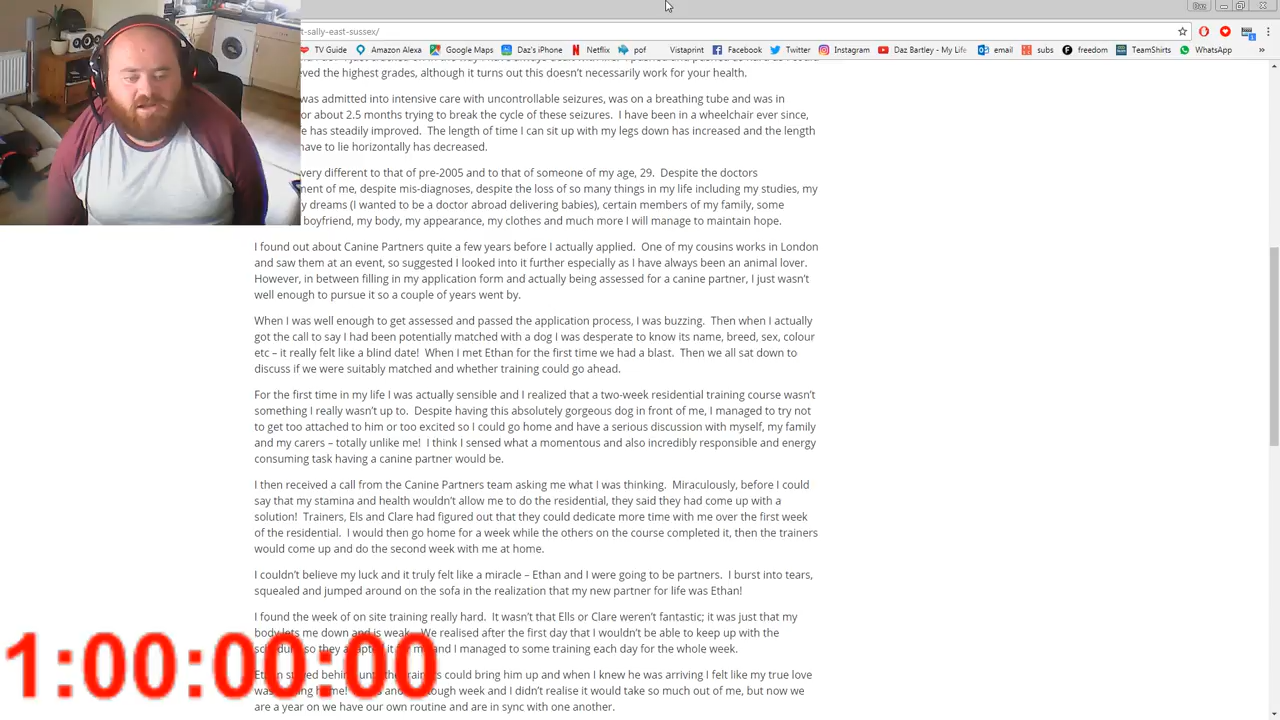 t-sally-east-sussex/
TV Guide Amazon Alexa Google Maps Daz's iPhone Netflix pof Vistaprint Facebook Twitter Instagram Daz Bartley - My Life email subs freedom TeamShirts WhatsApp »
eved the highest grades, although it turns out this doesn't necessarily work for your health.
was admitted into intensive care with uncontrollable seizures, was on a breathing tube and was in
or about 2.5 months trying to break the cycle of these seizures. I have been in a wheelchair ever since,
e has steadily improved. The length of time I can sit up with my legs down has increased and the length
have to lie horizontally has decreased.
very different to that of pre-2005 and to that of someone of my age, 29. Despite the doctors
ment of me, despite mis-diagnoses, despite the loss of so many things in my life including my studies, my
y dreams (I wanted to be a doctor abroad delivering babies), certain members of my family, some
boyfriend, my body, my appearance, my clothes and much more I will manage to maintain hope.
I found out about Canine Partners quite a few years before I actually applied. One of my cousins works in London
and saw them at an event, so suggested I looked into it further especially as I have always been an animal lover.
However, in between filling in my application form and actually being assessed for a canine partner, I just wasn't
well enough to pursue it so a couple of years went by.
When I was well enough to get assessed and passed the application process, I was buzzing. Then when I actually
got the call to say I had been potentially matched with a dog I was desperate to know its name, breed, sex, colour
etc – it really felt like a blind date! When I met Ethan for the first time we had a blast. Then we all sat down to
discuss if we were suitably matched and whether training could go ahead.
For the first time in my life I was actually sensible and I realized that a two-week residential training course wasn't
something I really wasn't up to. Despite having this absolutely gorgeous dog in front of me, I managed to try not
to get too attached to him or too excited so I could go home and have a serious discussion with myself, my family
and my carers – totally unlike me! I think I sensed what a momentous and also incredibly responsible and energy
consuming task having a canine partner would be.
I then received a call from the Canine Partners team asking me what I was thinking. Miraculously, before I could
say that my stamina and health wouldn't allow me to do the residential, they said they had come up with a
solution! Trainers, Els and Clare had figured out that they could dedicate more time with me over the first week
of the residential. I would then go home for a week while the others on the course completed it, then the trainers
would come up and do the second week with me at home.
I couldn't believe my luck and it truly felt like a miracle – Ethan and I were going to be partners. I burst into tears,
squealed and jumped around on the sofa in the realization that my new partner for life was Ethan!
I found the week of on site training really hard. It wasn't that Ells or Clare weren't fantastic; it was just that my
body lets me down and is weak. We realised after the first day that I wouldn't be able to keep up with the
schedule so they adapted it for me and I managed to some training each day for the whole week.
Ethan stayed behind until the trainers could bring him up and when I knew he was arriving I felt like my true love
was coming home! and tough week and I didn't realise it would take so much out of me, but now we
are a year on we have our own routine and are in sync with one another.
1:00:00:00